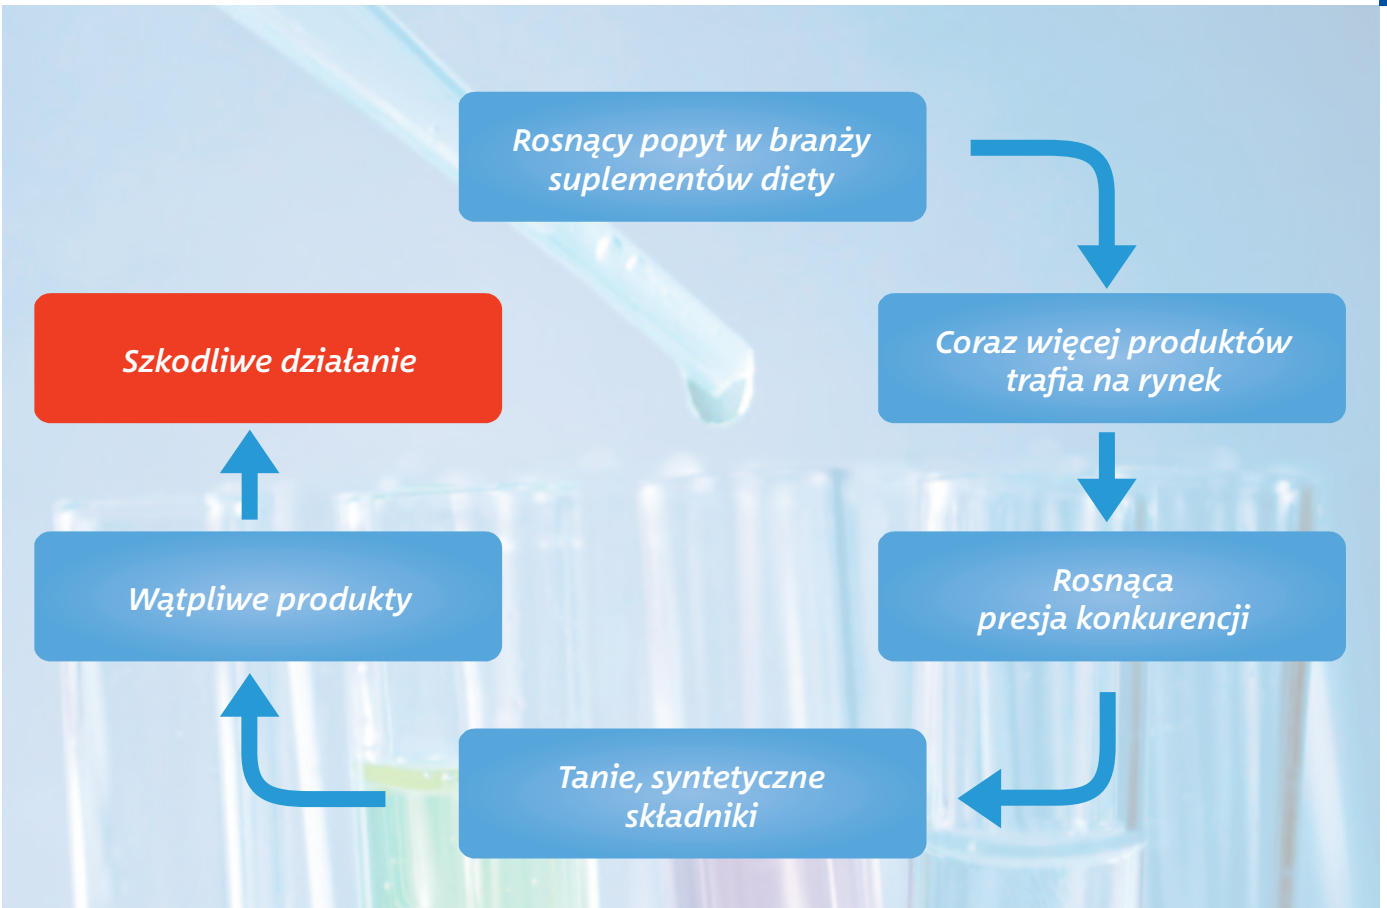 Rosnący popyt w branży
suplementów diety
Coraz więcej produktów
trafia na rynek
Rosnąca
presja konkurencji
Tanie, syntetyczne
składniki
Wątpliwe produkty
Szkodliwe działanie